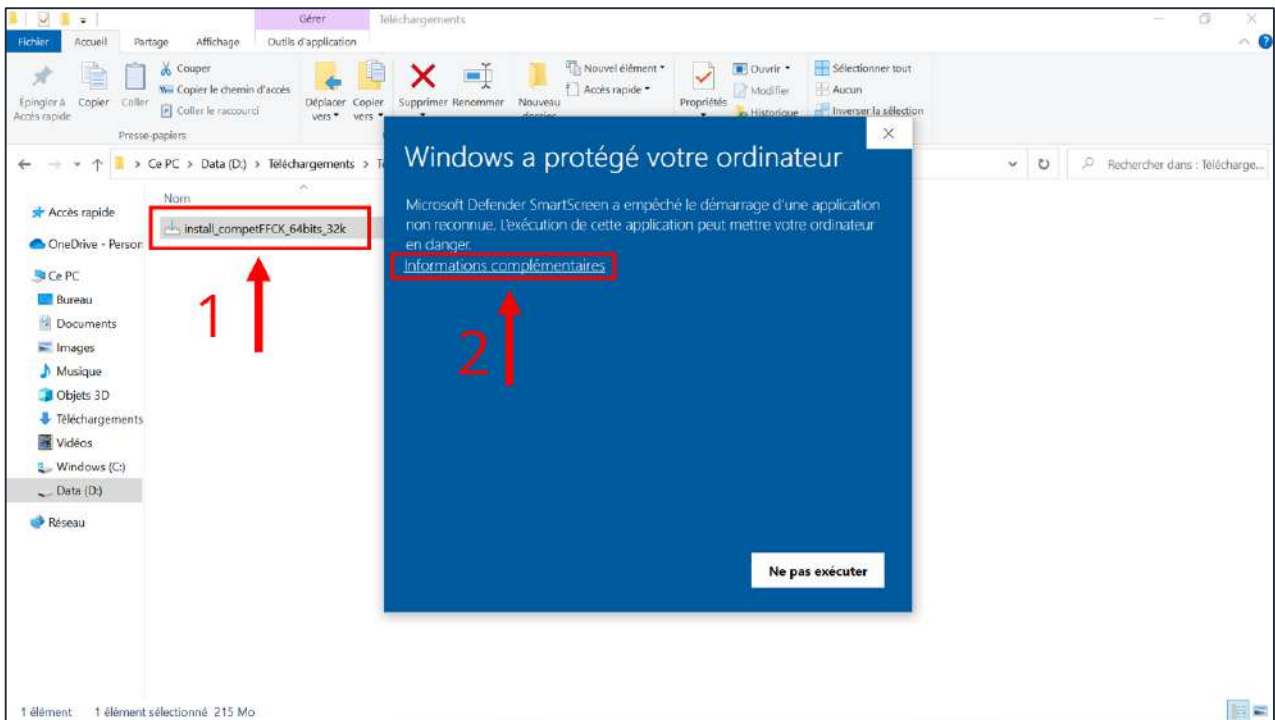 Gérer
Téléchargements
Fichier
Accueil
Partage
Affichage
Outils d'application
Épingler à
Accès rapide
Copier
Coller
Couper
Copier le chemin d'accès
Coller le raccourci
Presse-papiers
Déplacer
vers
Copier
vers
Supprimer
Renommer
Nouveau
dossier
Nouvel élément
Accès rapide
Propriétés
Ouvrir
Modifier
Historique
Sélectionner tout
Aucun
Inverser la sélection
> Ce PC > Data (D:) > Téléchargements >
Rechercher dans : Télécharge...
Nom
install_competFFCK_64bits_32k
Accès rapide
OneDrive - Person
Ce PC
Bureau
Documents
Images
Musique
Objets 3D
Téléchargements
Vidéos
Windows (C:)
Data (D:)
Réseau
1
Windows a protégé votre ordinateur
Microsoft Defender SmartScreen a empêché le démarrage d'une application
non reconnue. L'exécution de cette application peut mettre votre ordinateur
en danger.
Informations complémentaires
2
Ne pas exécuter
1 élément
1 élément sélectionné 215 Mo